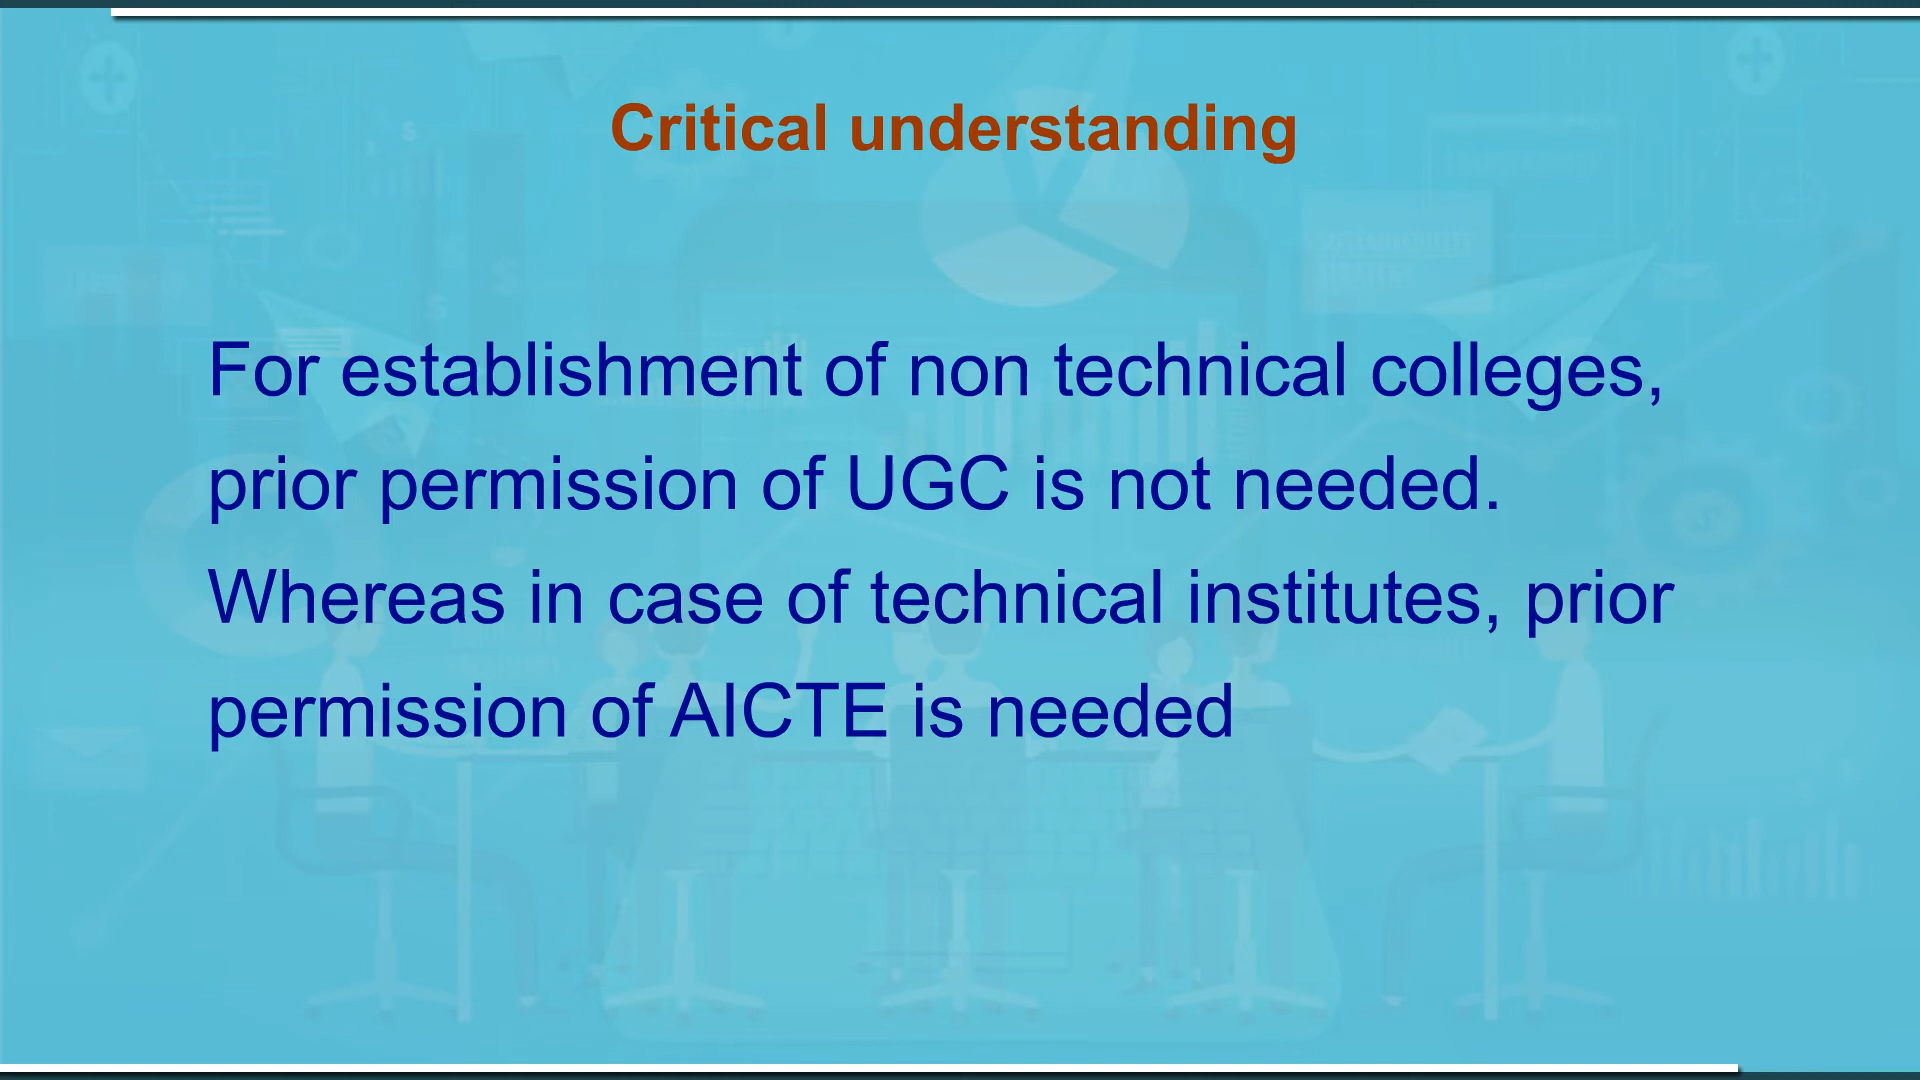 Critical understanding
For establishment of non technical colleges,
prior permission of UGC is not needed.
Whereas in case of technical institutes, prior
permission of AICTE is needed